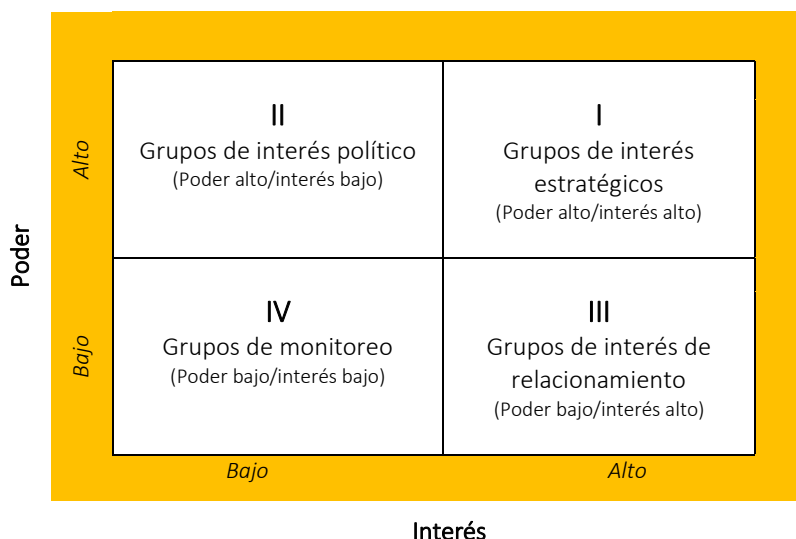 Poder
Alto
II
Grupos de interés político
(Poder alto/interés bajo)
I
Grupos de interés
estratégicos
(Poder alto/interés alto)
Bajo
IV
Grupos de monitoreo
(Poder bajo/interés bajo)
III
Grupos de interés de
relacionamiento
(Poder bajo/interés alto)
Bajo
Alto
Interés